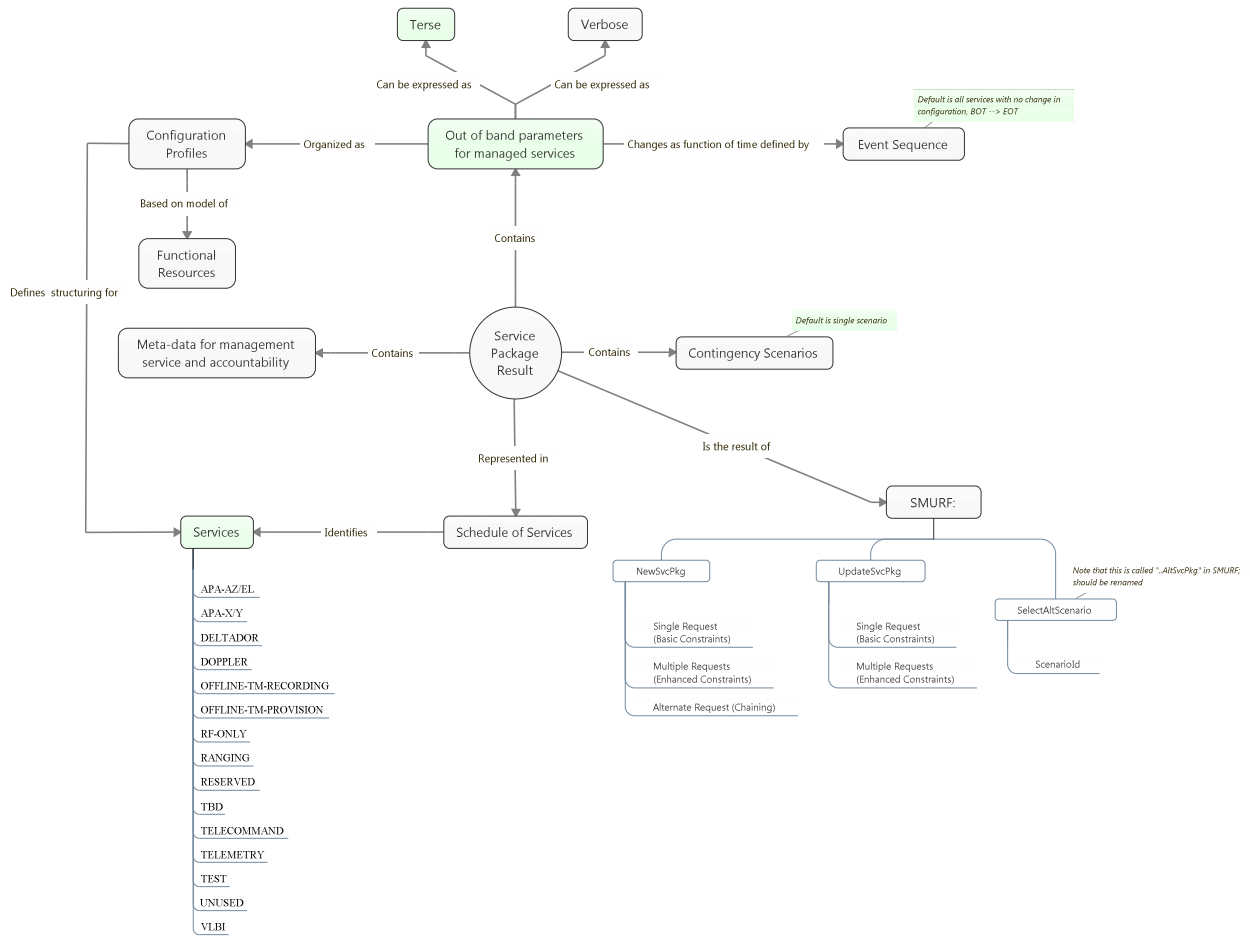 Terse
Verbose
Can be expressed as
Can be expressed as
Default is all services with no change in
configuration, BOT --> EOT
Configuration
Profiles
Organized as
Out of band parameters
for managed services
Changes as function of time defined by
Event Sequence
Based on model of
Contains
Functional
Resources
Defines  structuring for
Default is single scenario
Meta-data for management
service and accountability
Contains
Service
Package
Result
Contains
Contingency Scenarios
Is the result of
Represented in
SMURF:
Services
Identifies
Schedule of Services
NewSvcPkg
UpdateSvcPkg
Note that this is called "..AltSvcPkg" in SMURF;
should be renamed
SelectAltScenario
Single Request
(Basic Constraints)
Multiple Requests
(Enhanced Constraints)
Alternate Request (Chaining)
Single Request
(Basic Constraints)
Multiple Requests
(Enhanced Constraints)
ScenarioId
APA-AZ/EL
APA-X/Y
DELTADOR
DOPPLER
OFFLINE-TM-RECORDING
OFFLINE-TM-PROVISION
RF-ONLY
RANGING
RESERVED
TBD
TELECOMMAND
TELEMETRY
TEST
UNUSED
VLBI